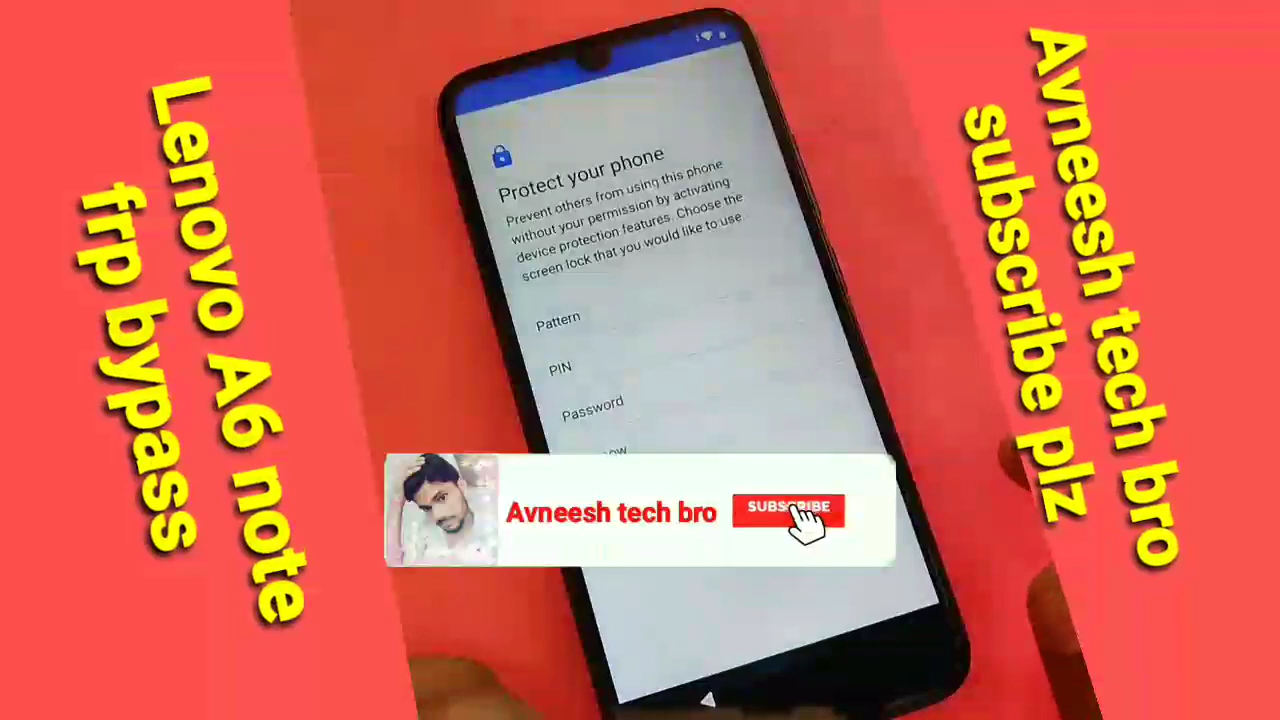 Lenovo A6 note
frp bypass
Protect your phone
Prevent others from using this phone
without your permission by activating
device protection features. Choose the
screen lock that you would like to use.
Pattern
PIN
Password
Avneesh tech bro
SUBSCRIBE
Avneesh tech bro
subscribe plz